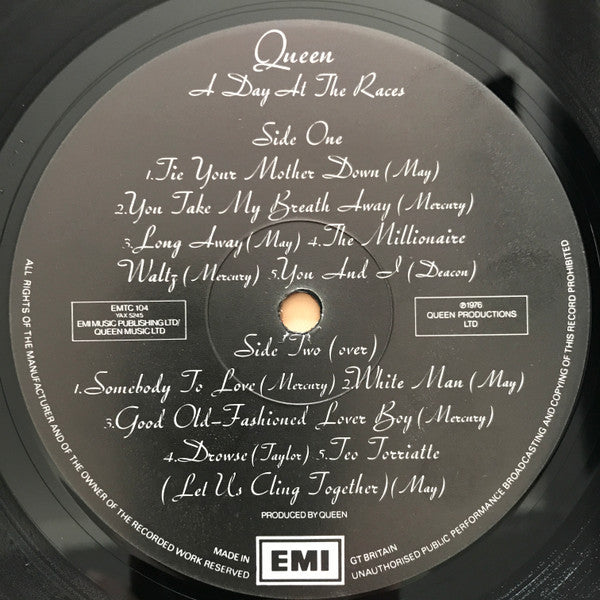 Queen
A Day At The Races
Side One
1.Tie Your Mother Down (May)
2.You Take My Breath Away (Mercury)
3.Long Away (May) 4.The Millionaire
Waltz (Mercury) 5.You And I (Deacon)
EMTC 104
YAX 5245
EMI MUSIC PUBLISHING LTD/
QUEEN MUSIC LTD
℗1976
QUEEN PRODUCTIONS
LTD
Side Two (over)
1.Somebody To Love (Mercury) 2.White Man (May)
3.Good Old-Fashioned Lover Boy (Mercury)
4.Drowse (Taylor) 5.Teo Torriatte
(Let Us Cling Together) (May)
PRODUCED BY QUEEN
MADE IN EMI GT BRITAIN
ALL RIGHTS OF THE MANUFACTURER AND OF THE OWNER OF THE RECORDED WORK RESERVED
UNAUTHORISED PUBLIC PERFORMANCE BROADCASTING AND COPYING OF THIS RECORD PROHIBITED